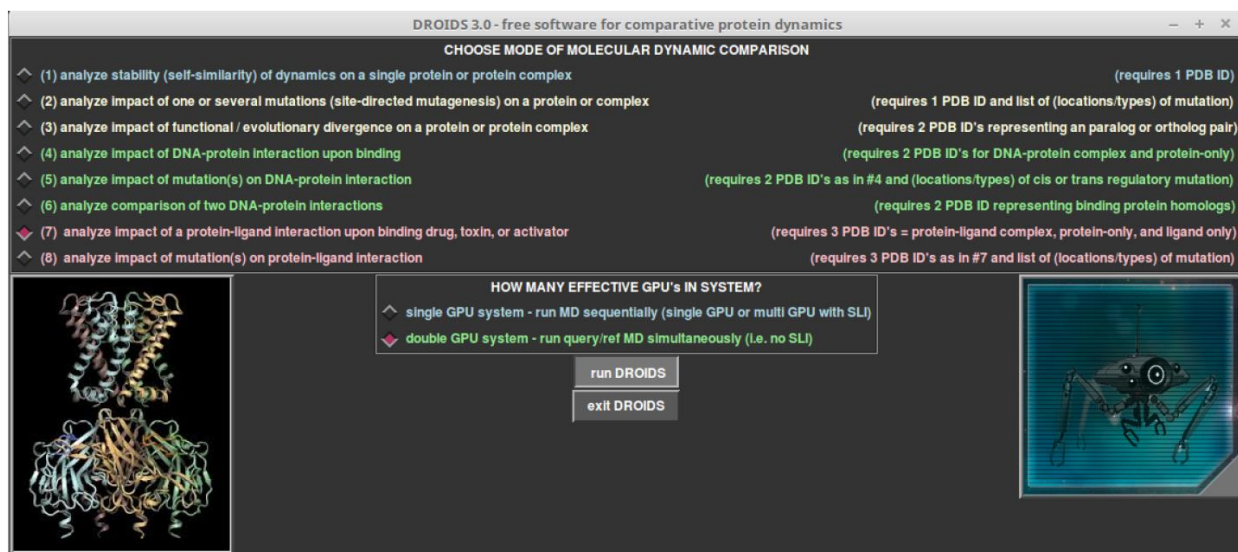 DROIDS 3.0 - free software for comparative protein dynamics
CHOOSE MODE OF MOLECULAR DYNAMIC COMPARISON
(1) analyze stability (self-similarity) of dynamics on a single protein or protein complex (requires 1 PDB ID)
(2) analyze impact of one or several mutations (site-directed mutagenesis) on a protein or complex (requires 1 PDB ID and list of (locations/types) of mutation)
(3) analyze impact of functional / evolutionary divergence on a protein or protein complex (requires 2 PDB ID's representing an paralog or ortholog pair)
(4) analyze impact of DNA-protein interaction upon binding (requires 2 PDB ID's for DNA-protein complex and protein-only)
(5) analyze impact of mutation(s) on DNA-protein interaction (requires 2 PDB ID's as in #4 and (locations/types) of cis or trans regulatory mutation)
(6) analyze comparison of two DNA-protein interactions (requires 2 PDB ID representing binding protein homologs)
(7) analyze impact of a protein-ligand interaction upon binding drug, toxin, or activator (requires 3 PDB ID's = protein-ligand complex, protein-only, and ligand only)
(8) analyze impact of mutation(s) on protein-ligand interaction (requires 3 PDB ID's as in #7 and list of (locations/types) of mutation)
HOW MANY EFFECTIVE GPU's IN SYSTEM?
single GPU system - run MD sequentially (single GPU or multi GPU with SLI)
double GPU system - run query/ref MD simultaneously (i.e. no SLI)
run DROIDS
exit DROIDS